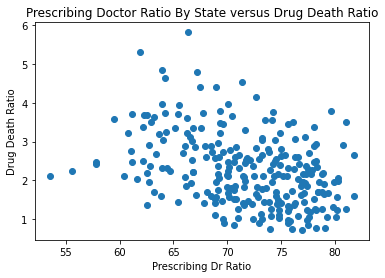 Prescribing Doctor Ratio By State versus Drug Death Ratio
6
5
4
3
2
1
Drug Death Ratio
55 60 65 70 75 80
Prescribing Dr Ratio